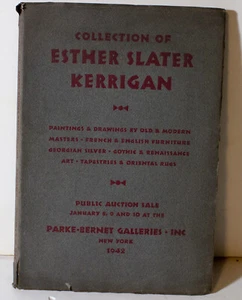 COLLECTION OF
ESTHER SLATER
KERRIGAN
PAINTINGS & DRAWINGS BY OLD & MODERN
MASTERS · FRENCH & ENGLISH FURNITURE
GEORGIAN SILVER · GOTHIC & RENAISSANCE
ART · TAPESTRIES & ORIENTAL RUGS
PUBLIC AUCTION SALE
JANUARY 8, 9 AND 10 AT THE
PARKE-BERNET GALLERIES · INC
NEW YORK
1942